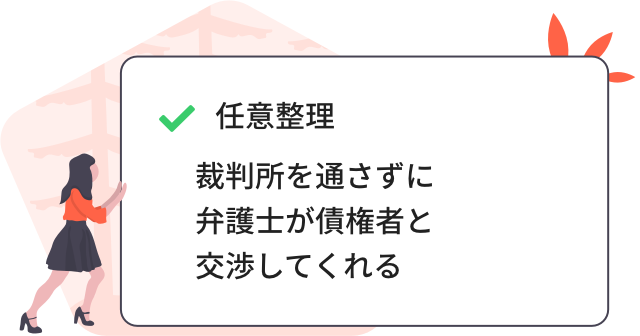 任意整理
裁判所を通さずに
弁護士が債権者と
交渉してくれる